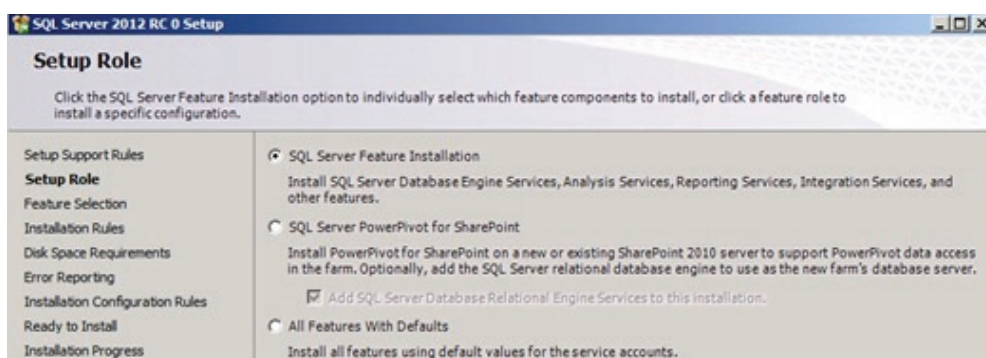 SQL Server 2012 RC 0 Setup
Setup Role
Click the SQL Server Feature Installation option to individually select which feature components to install, or click a feature role to
install a specific configuration.
Setup Support Rules
Setup Role
Feature Selection
Installation Rules
Disk Space Requirements
Error Reporting
Installation Configuration Rules
Ready to Install
Installation Progress
SQL Server Feature Installation
Install SQL Server Database Engine Services, Analysis Services, Reporting Services, Integration Services, and
other features.
SQL Server PowerPivot for SharePoint
Install PowerPivot for SharePoint on a new or existing SharePoint 2010 server to support PowerPivot data access
in the farm. Optionally, add the SQL Server relational database engine to use as the new farm's database server.
Add SQL Server Database Relational Engine Services to this installation.
All Features With Defaults
Install all features using default values for the service accounts.